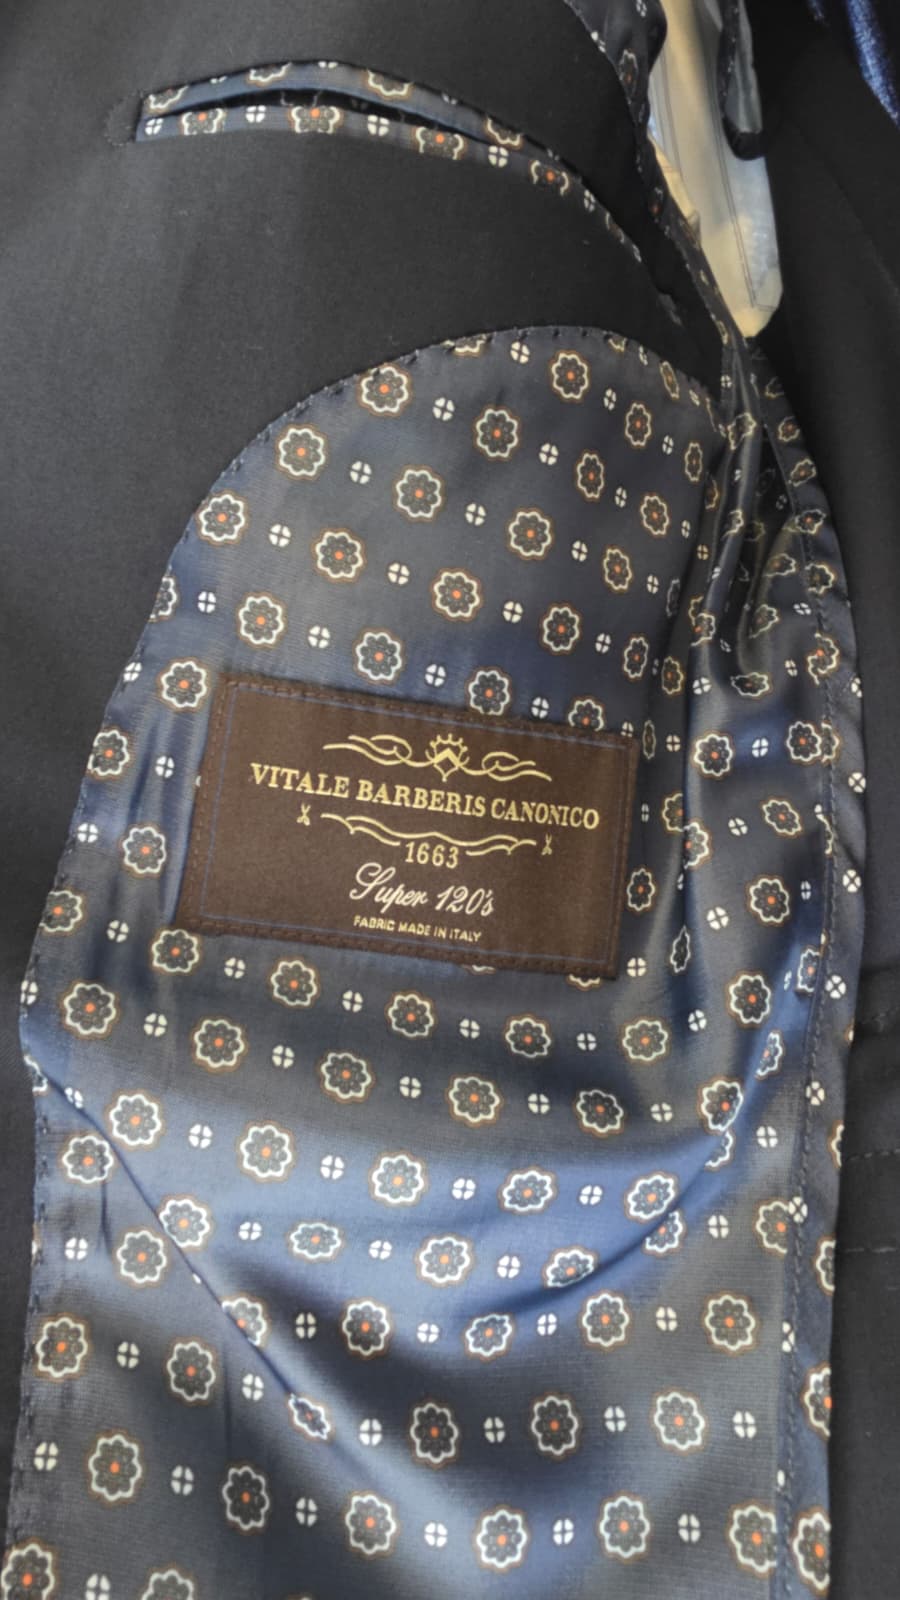 VITALE BARBERIS CANONICO
1663
Super 120's
FABRIC MADE IN ITALY